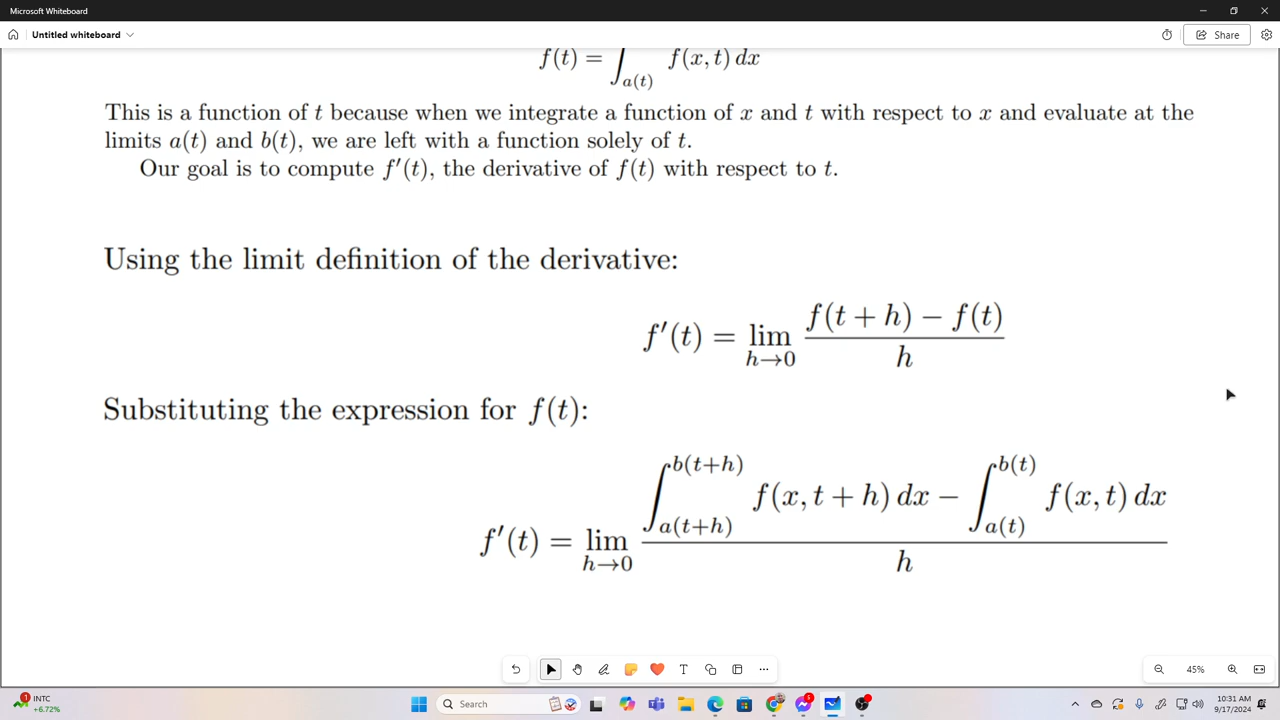 Microsoft Whiteboard
Untitled whiteboard
Share
f(t) = ∫_{a(t)} f(x, t) dx
This is a function of t because when we integrate a function of x and t with respect to x and evaluate at the
limits a(t) and b(t), we are left with a function solely of t.
Our goal is to compute f′(t), the derivative of f(t) with respect to t.
Using the limit definition of the derivative:
f′(t) = lim_{h→0} (f(t + h) − f(t)) / h
Substituting the expression for f(t):
f′(t) = lim_{h→0} (∫_{a(t+h)}^{b(t+h)} f(x, t + h) dx − ∫_{a(t)}^{b(t)} f(x, t) dx) / h
T
45%
1
INTC
+6.72%
Search
5
10:31 AM
9/17/2024